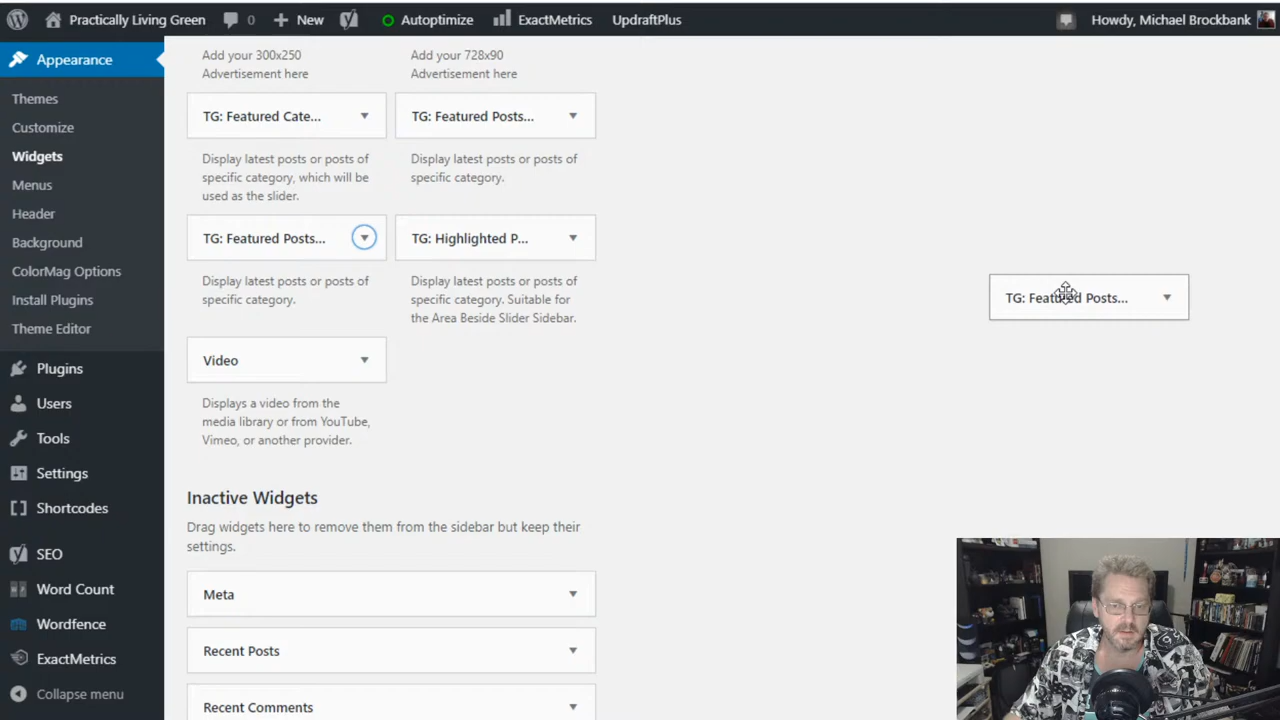 Practically Living Green
0
New
Autoptimize
ExactMetrics
UpdraftPlus
Howdy, Michael Brockbank
Appearance
Themes
Customize
Widgets
Menus
Header
Background
ColorMag Options
Install Plugins
Theme Editor
Plugins
Users
Tools
Settings
Shortcodes
SEO
Word Count
Wordfence
ExactMetrics
Collapse menu
Add your 300x250
Advertisement here
Add your 728x90
Advertisement here
TG: Featured Cate...
TG: Featured Posts...
Display latest posts or posts of
specific category, which will be
used as the slider.
Display latest posts or posts of
specific category.
TG: Featured Posts...
TG: Highlighted P...
Display latest posts or posts of
specific category.
Display latest posts or posts of
specific category. Suitable for
the Area Beside Slider Sidebar.
Video
Displays a video from the
media library or from YouTube,
Vimeo, or another provider.
TG: Featured Posts...
Inactive Widgets
Drag widgets here to remove them from the sidebar but keep their
settings.
Meta
Recent Posts
Recent Comments